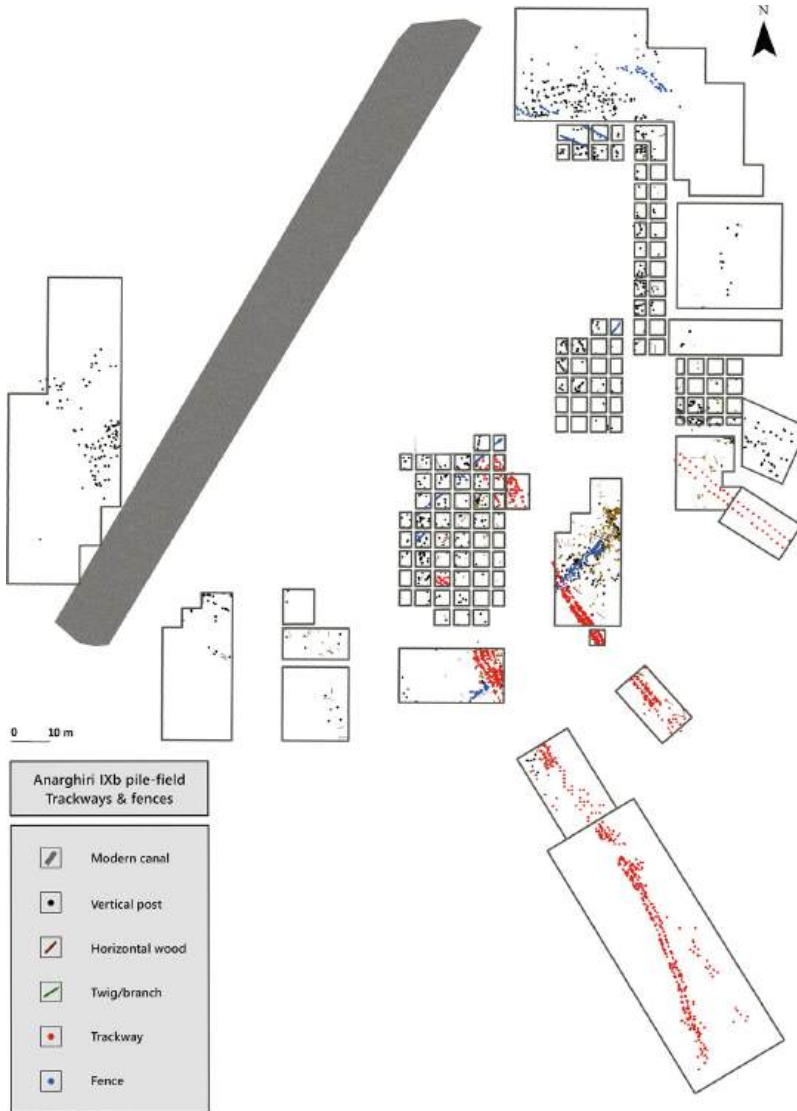 N
0 10 m
Anarghiri IXb pile-field
Trackways & fences
Modern canal
Vertical post
Horizontal wood
Twig/branch
Trackway
Fence